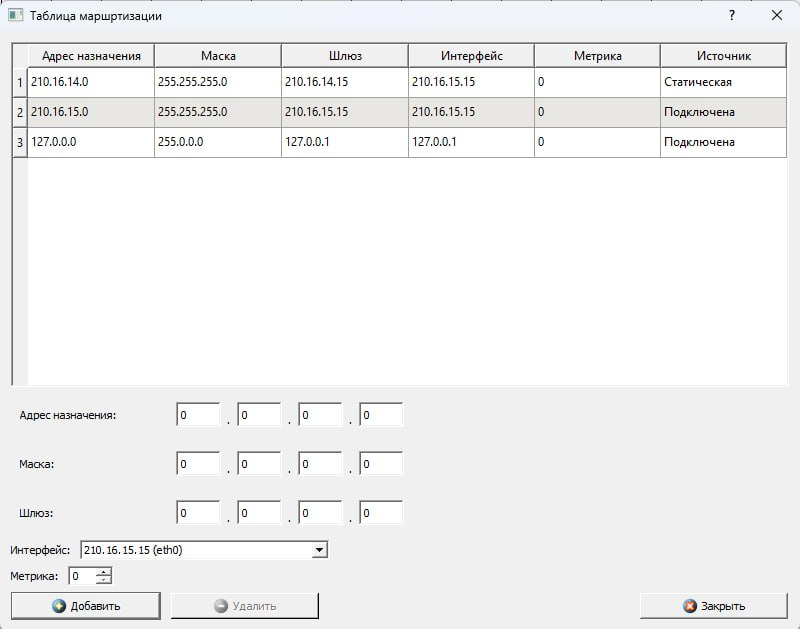 Таблица маршртизации ?
Адрес назначения Маска Шлюз Интерфейс Метрика Источник
1 210.16.14.0 255.255.255.0 210.16.14.15 210.16.15.15 0 Статическая
2 210.16.15.0 255.255.255.0 210.16.15.15 210.16.15.15 0 Подключена
3 127.0.0.0 255.0.0.0 127.0.0.1 127.0.0.1 0 Подключена
Адрес назначения: 0 . 0 . 0 . 0
Маска: 0 . 0 . 0 . 0
Шлюз: 0 . 0 . 0 . 0
Интерфейс: 210.16.15.15 (eth0)
Метрика: 0
Добавить Удалить Закрыть